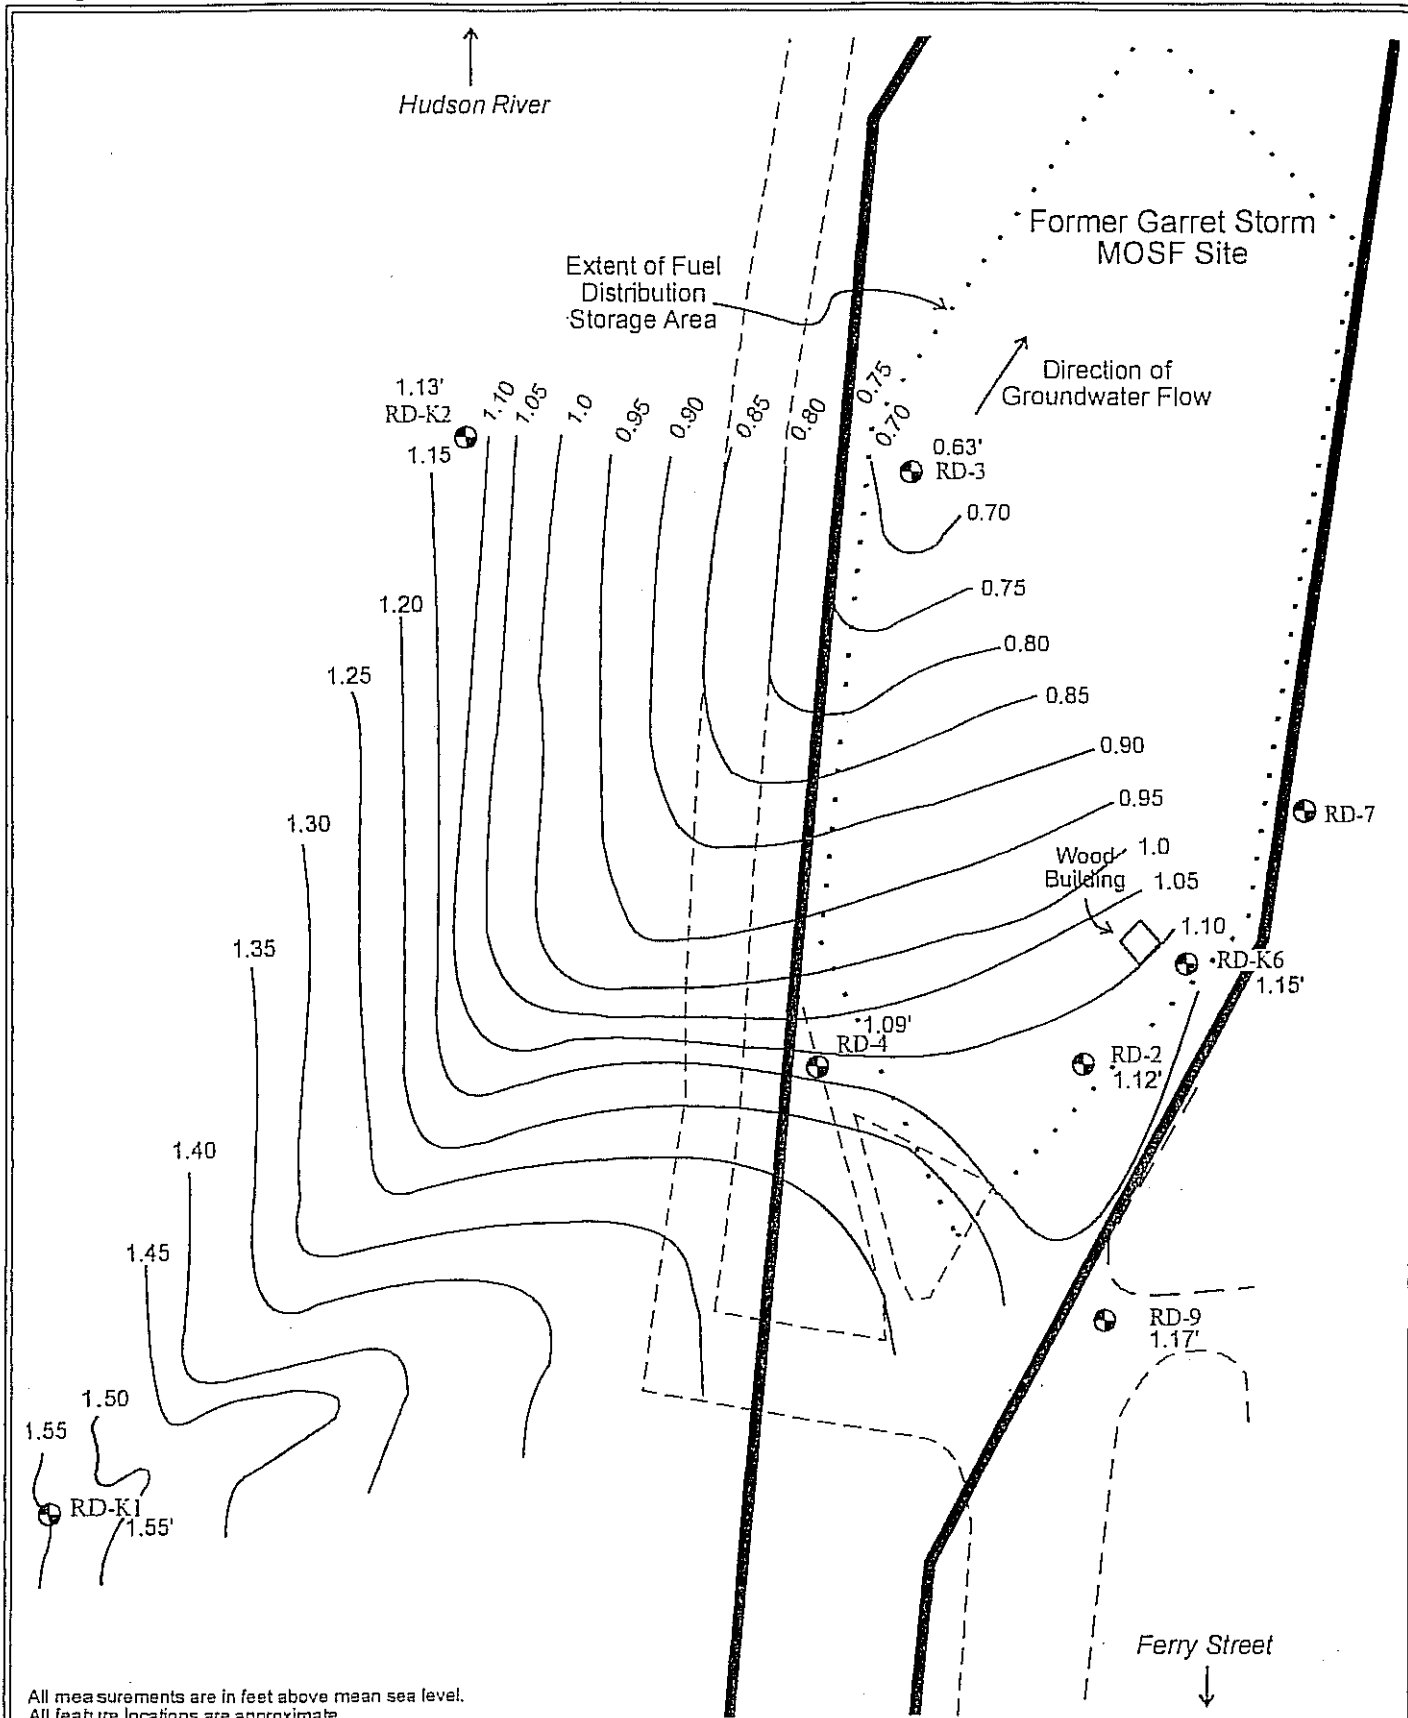 Hudson River
Former Garret Storm
MOSF Site
Extent of Fuel
Distribution
Storage Area
Direction of
Groundwater Flow
1.13'
RD-K2
1.10
1.05
1.0
0.95
0.90
0.85
0.80
0.75
0.70
0.63'
RD-3
1.15
0.70
0.75
1.20
0.80
1.25
0.85
0.90
0.95
1.30
RD-7
Wood
Building
1.0
1.05
1.10
1.35
RD-K6
1.15'
1.09'
RD-4
RD-2
1.12'
1.40
1.45
RD-9
1.17'
1.50
1.55
RD-K1
1.55'
Ferry Street
All measurements are in feet above mean sea level.
All feature locations are approximate